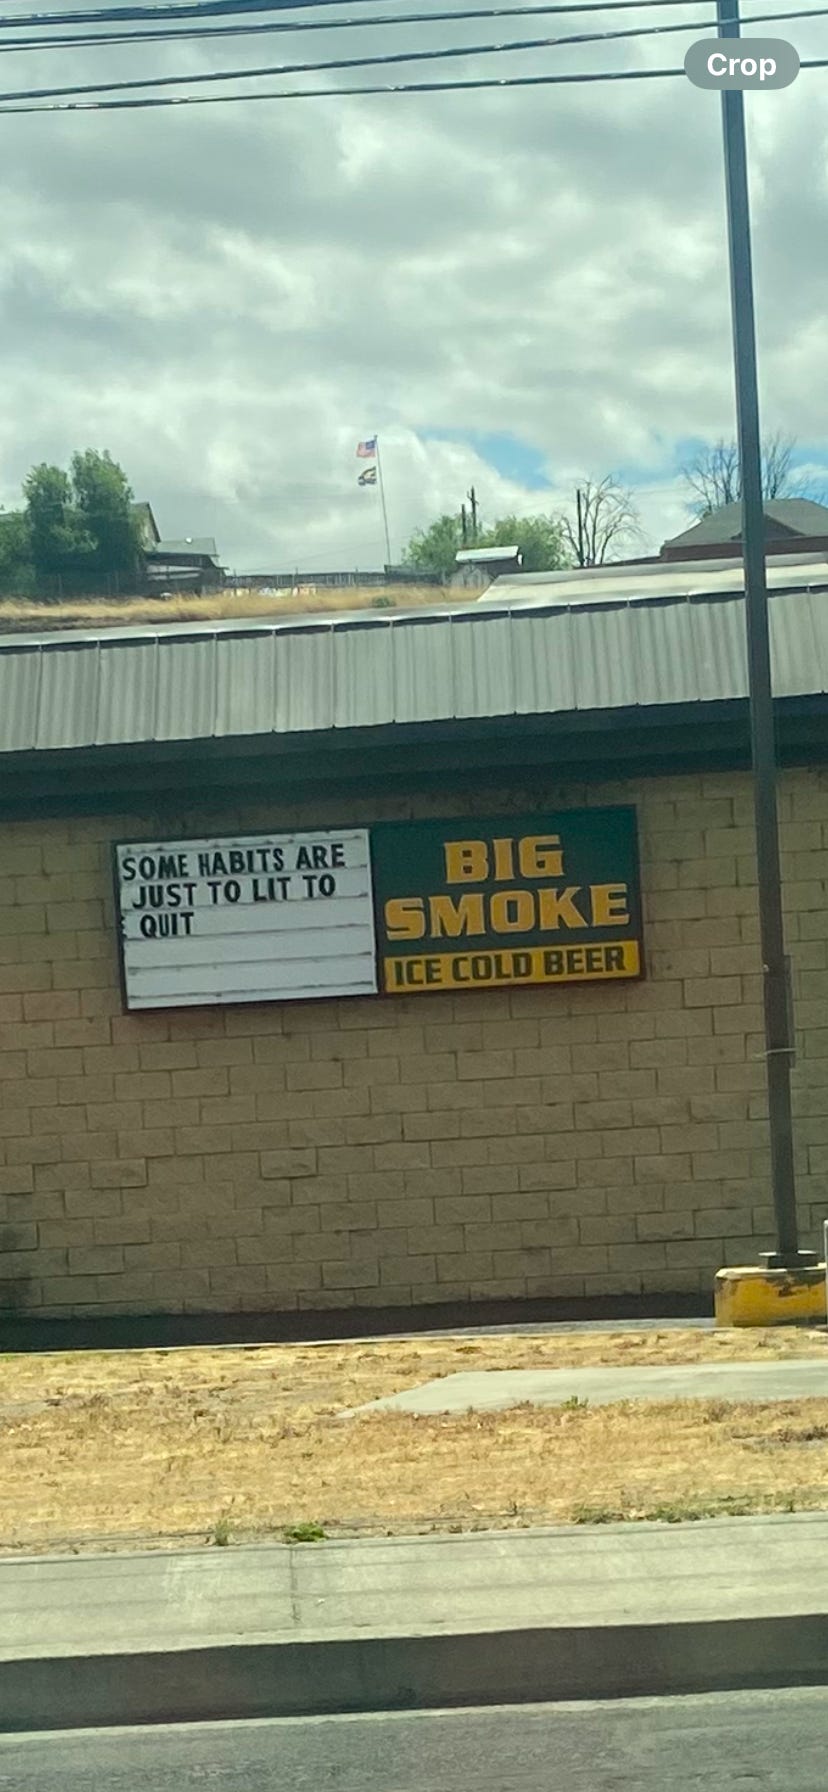 Crop
SOME HABITS ARE
JUST TO LIT TO
QUIT
BIG
SMOKE
ICE COLD BEER